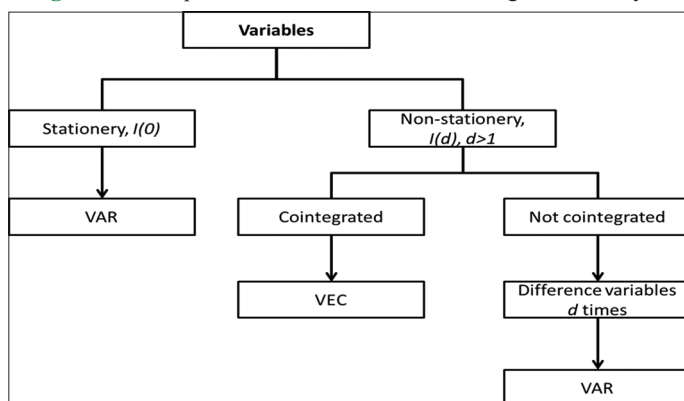 Variables
Stationery, I(0)
Non-stationery,
I(d), d>1
VAR
Cointegrated
Not cointegrated
VEC
Difference variables
d times
VAR